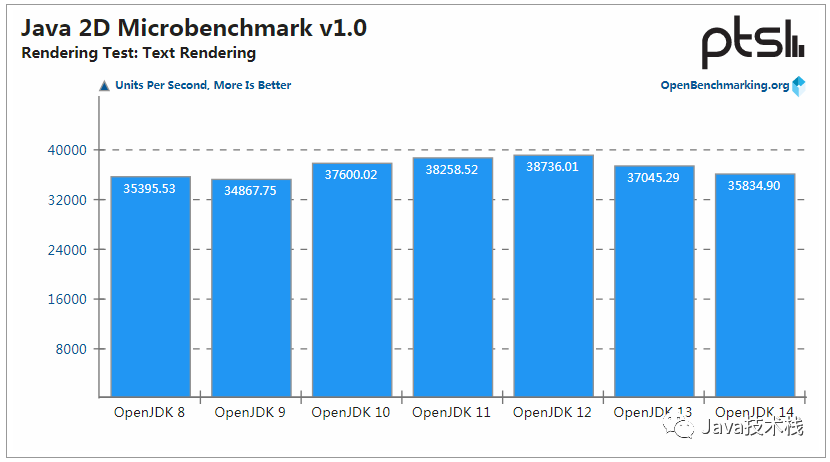 Java 2D Microbenchmark v1.0
Rendering Test: Text Rendering
ptsl
Units Per Second, More Is Better
OpenBenchmarking.org
40000
32000
24000
16000
8000
35395.53
34867.75
37600.02
38258.52
38736.01
37045.29
35834.90
OpenJDK 8
OpenJDK 9
OpenJDK 10
OpenJDK 11
OpenJDK 12
OpenJDK 13
OpenJDK 14
Java技术栈